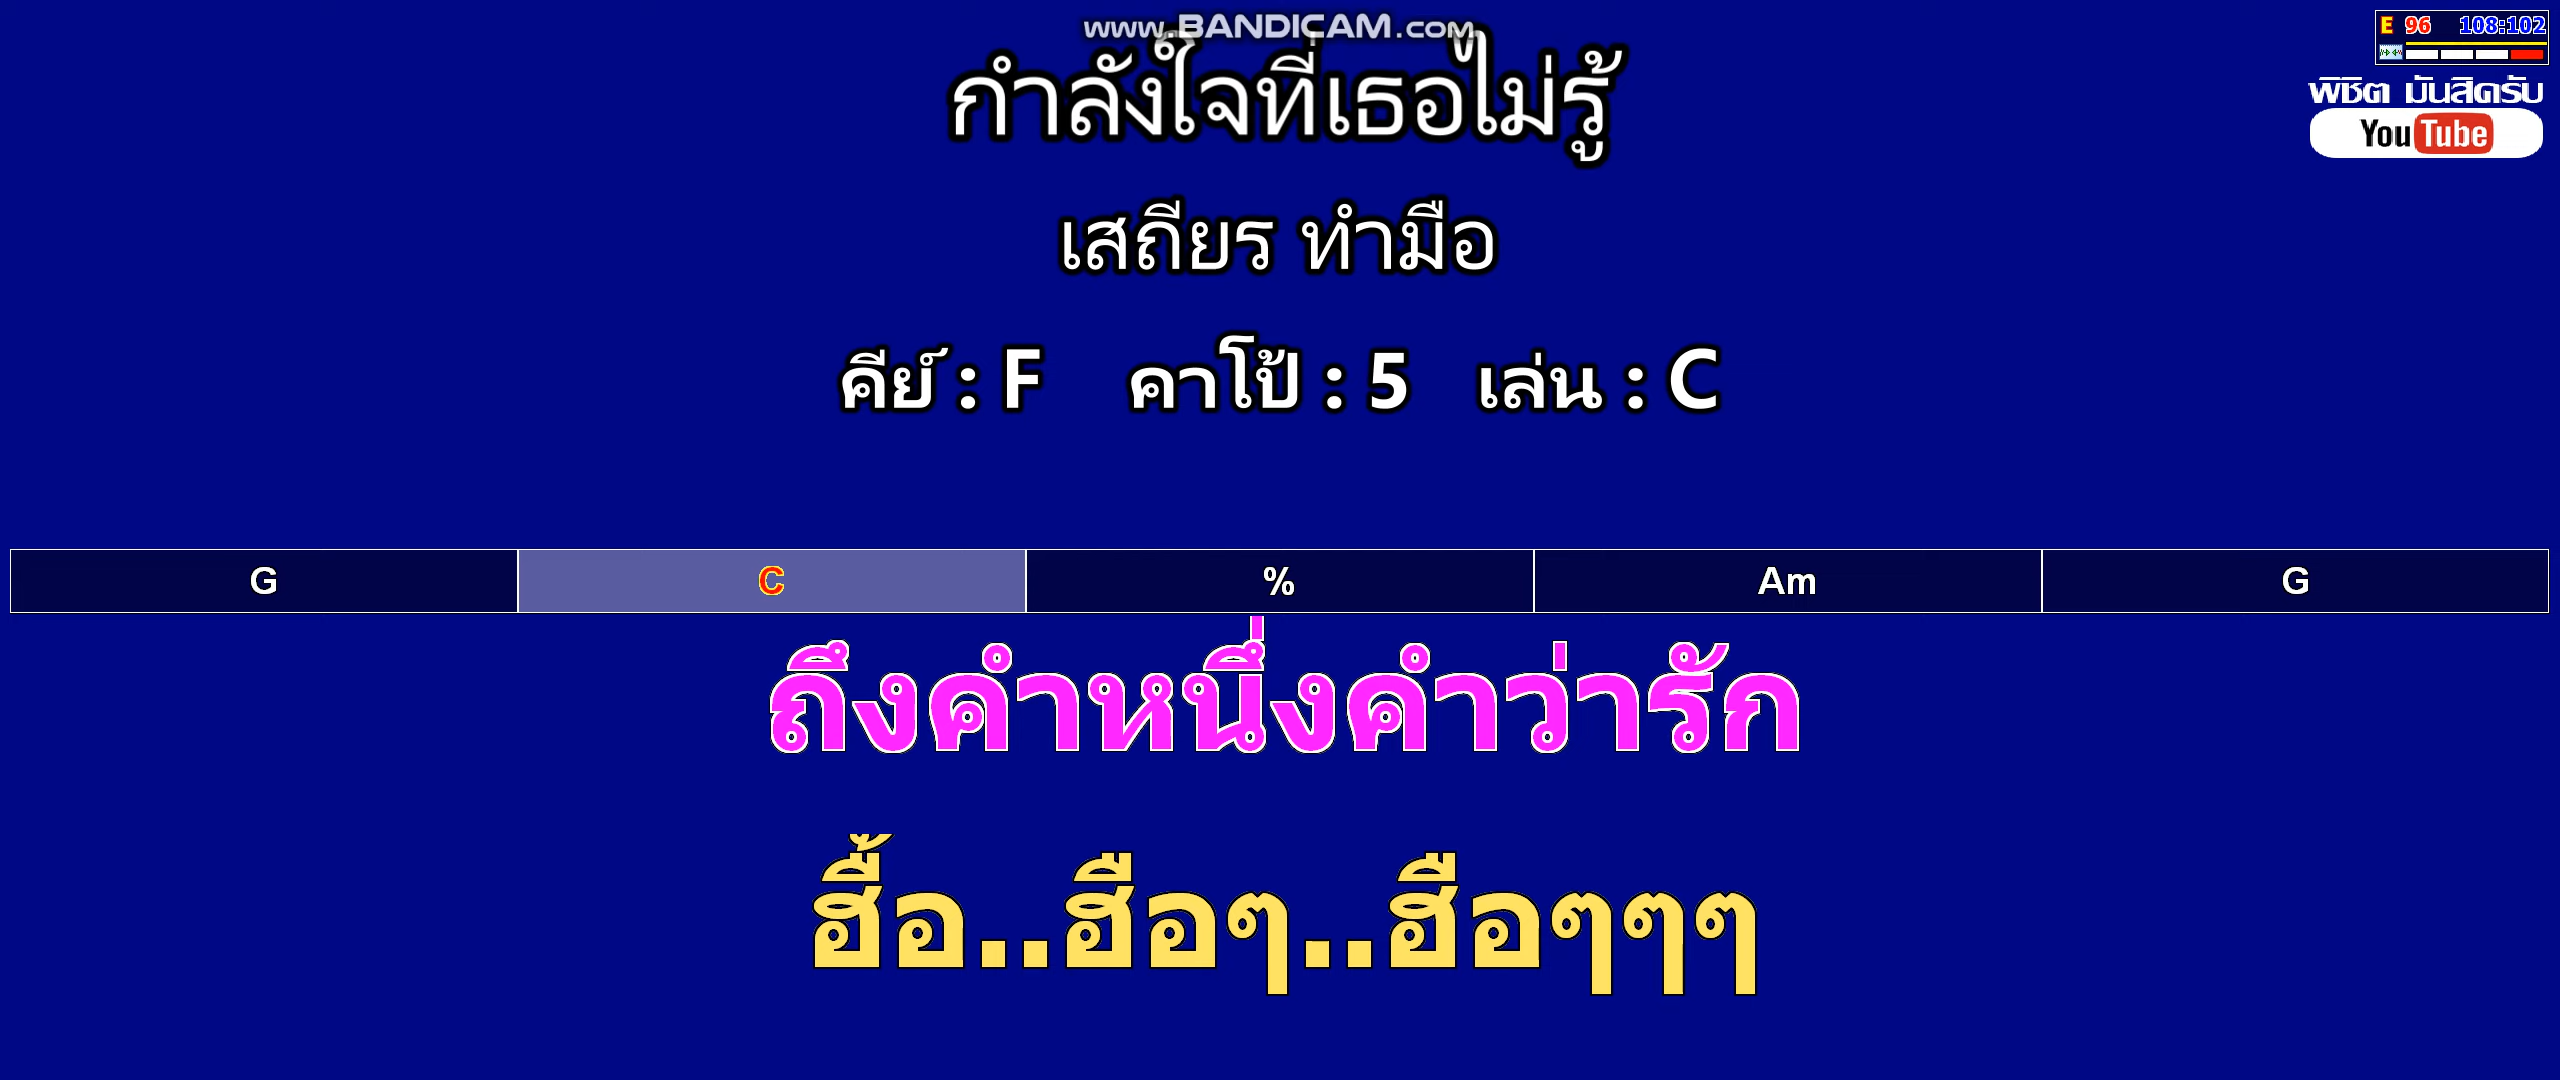 www.BANDICAM.com
E 96 108:102
กำลังใจที่เธอไม่รู้
พิชิต มันสิครับ
YouTube
เสถียร ทำมือ
คีย์ : F คาโป้ : 5 เล่น : C
G C % Am G
ถึงคำหนึ่งคำว่ารัก
ฮื้อ..ฮือๆ..ฮือๆๆๆ